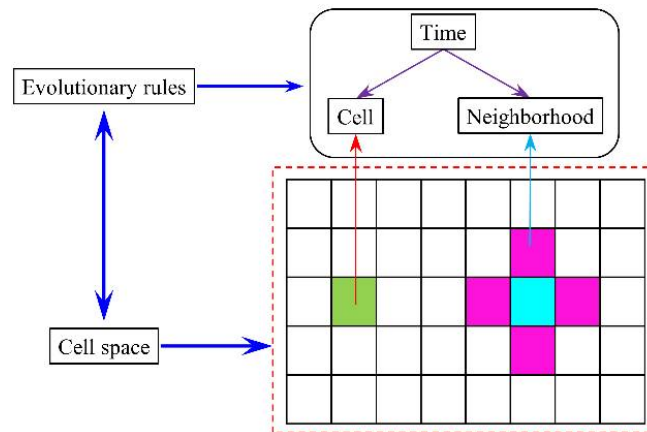 Time
Evolutionary rules
Cell
Neighborhood
Cell space